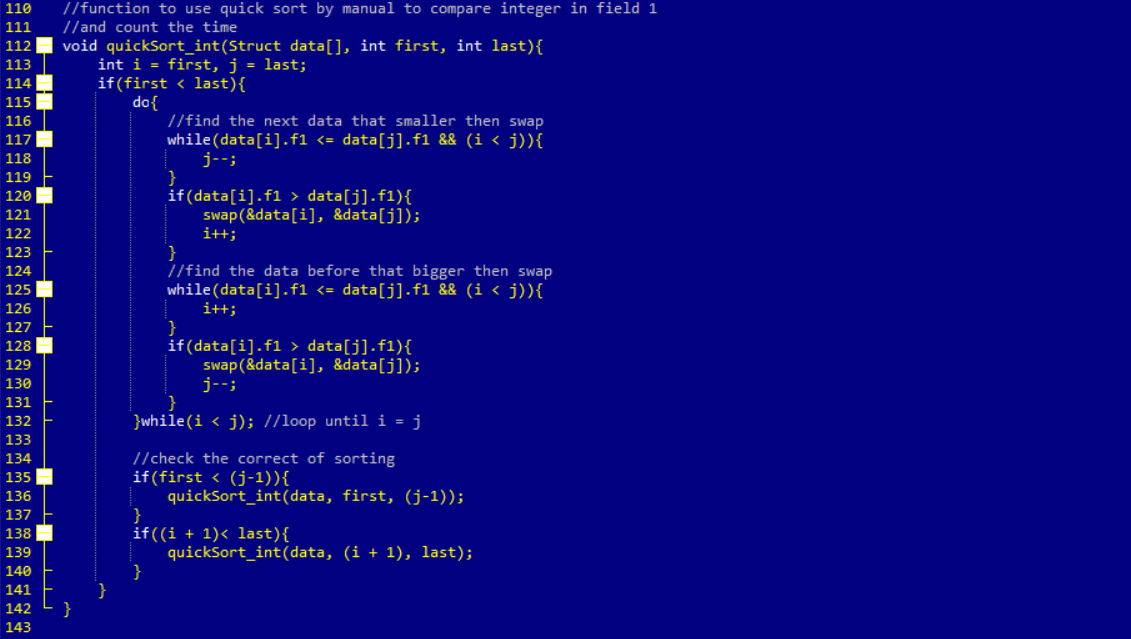 110 //function to use quick sort by manual to compare integer in field 1
111 //and count the time
112 void quickSort_int(Struct data[], int first, int last){
113     int i = first, j = last;
114     if(first < last){
115         do{
116             //find the next data that smaller then swap
117             while(data[i].f1 <= data[j].f1 && (i < j)){
118                 j--;
119             }
120             if(data[i].f1 > data[j].f1){
121                 swap(&data[i], &data[j]);
122                 i++;
123             }
124             //find the data before that bigger then swap
125             while(data[i].f1 <= data[j].f1 && (i < j)){
126                 i++;
127             }
128             if(data[i].f1 > data[j].f1){
129                 swap(&data[i], &data[j]);
130                 j--;
131             }
132         }while(i < j); //loop until i = j
133
134         //check the correct of sorting
135         if(first < (j-1)){
136             quickSort_int(data, first, (j-1));
137         }
138         if((i + 1)< last){
139             quickSort_int(data, (i + 1), last);
140         }
141     }
142 }
143